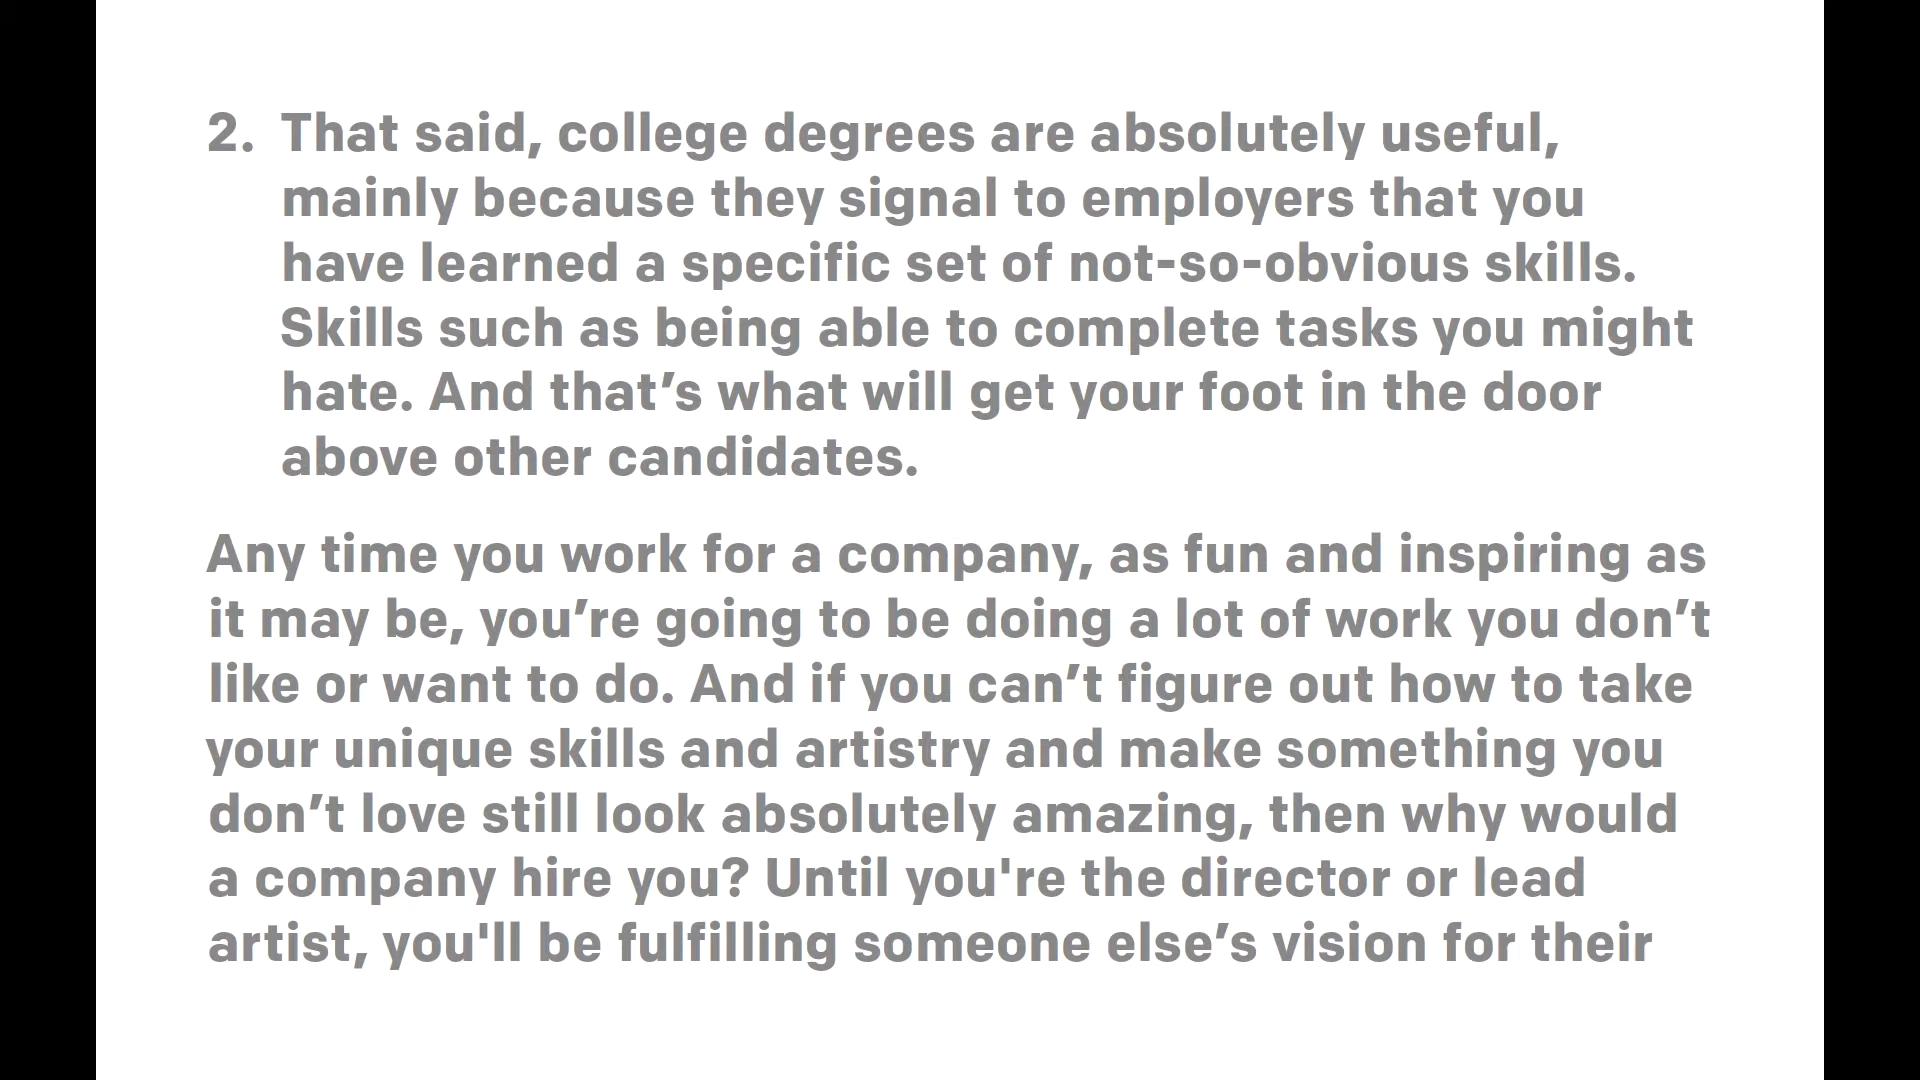 2. That said, college degrees are absolutely useful,
mainly because they signal to employers that you
have learned a specific set of not-so-obvious skills.
Skills such as being able to complete tasks you might
hate. And that’s what will get your foot in the door
above other candidates.
Any time you work for a company, as fun and inspiring as
it may be, you’re going to be doing a lot of work you don’t
like or want to do. And if you can’t figure out how to take
your unique skills and artistry and make something you
don’t love still look absolutely amazing, then why would
a company hire you? Until you're the director or lead
artist, you'll be fulfilling someone else’s vision for their